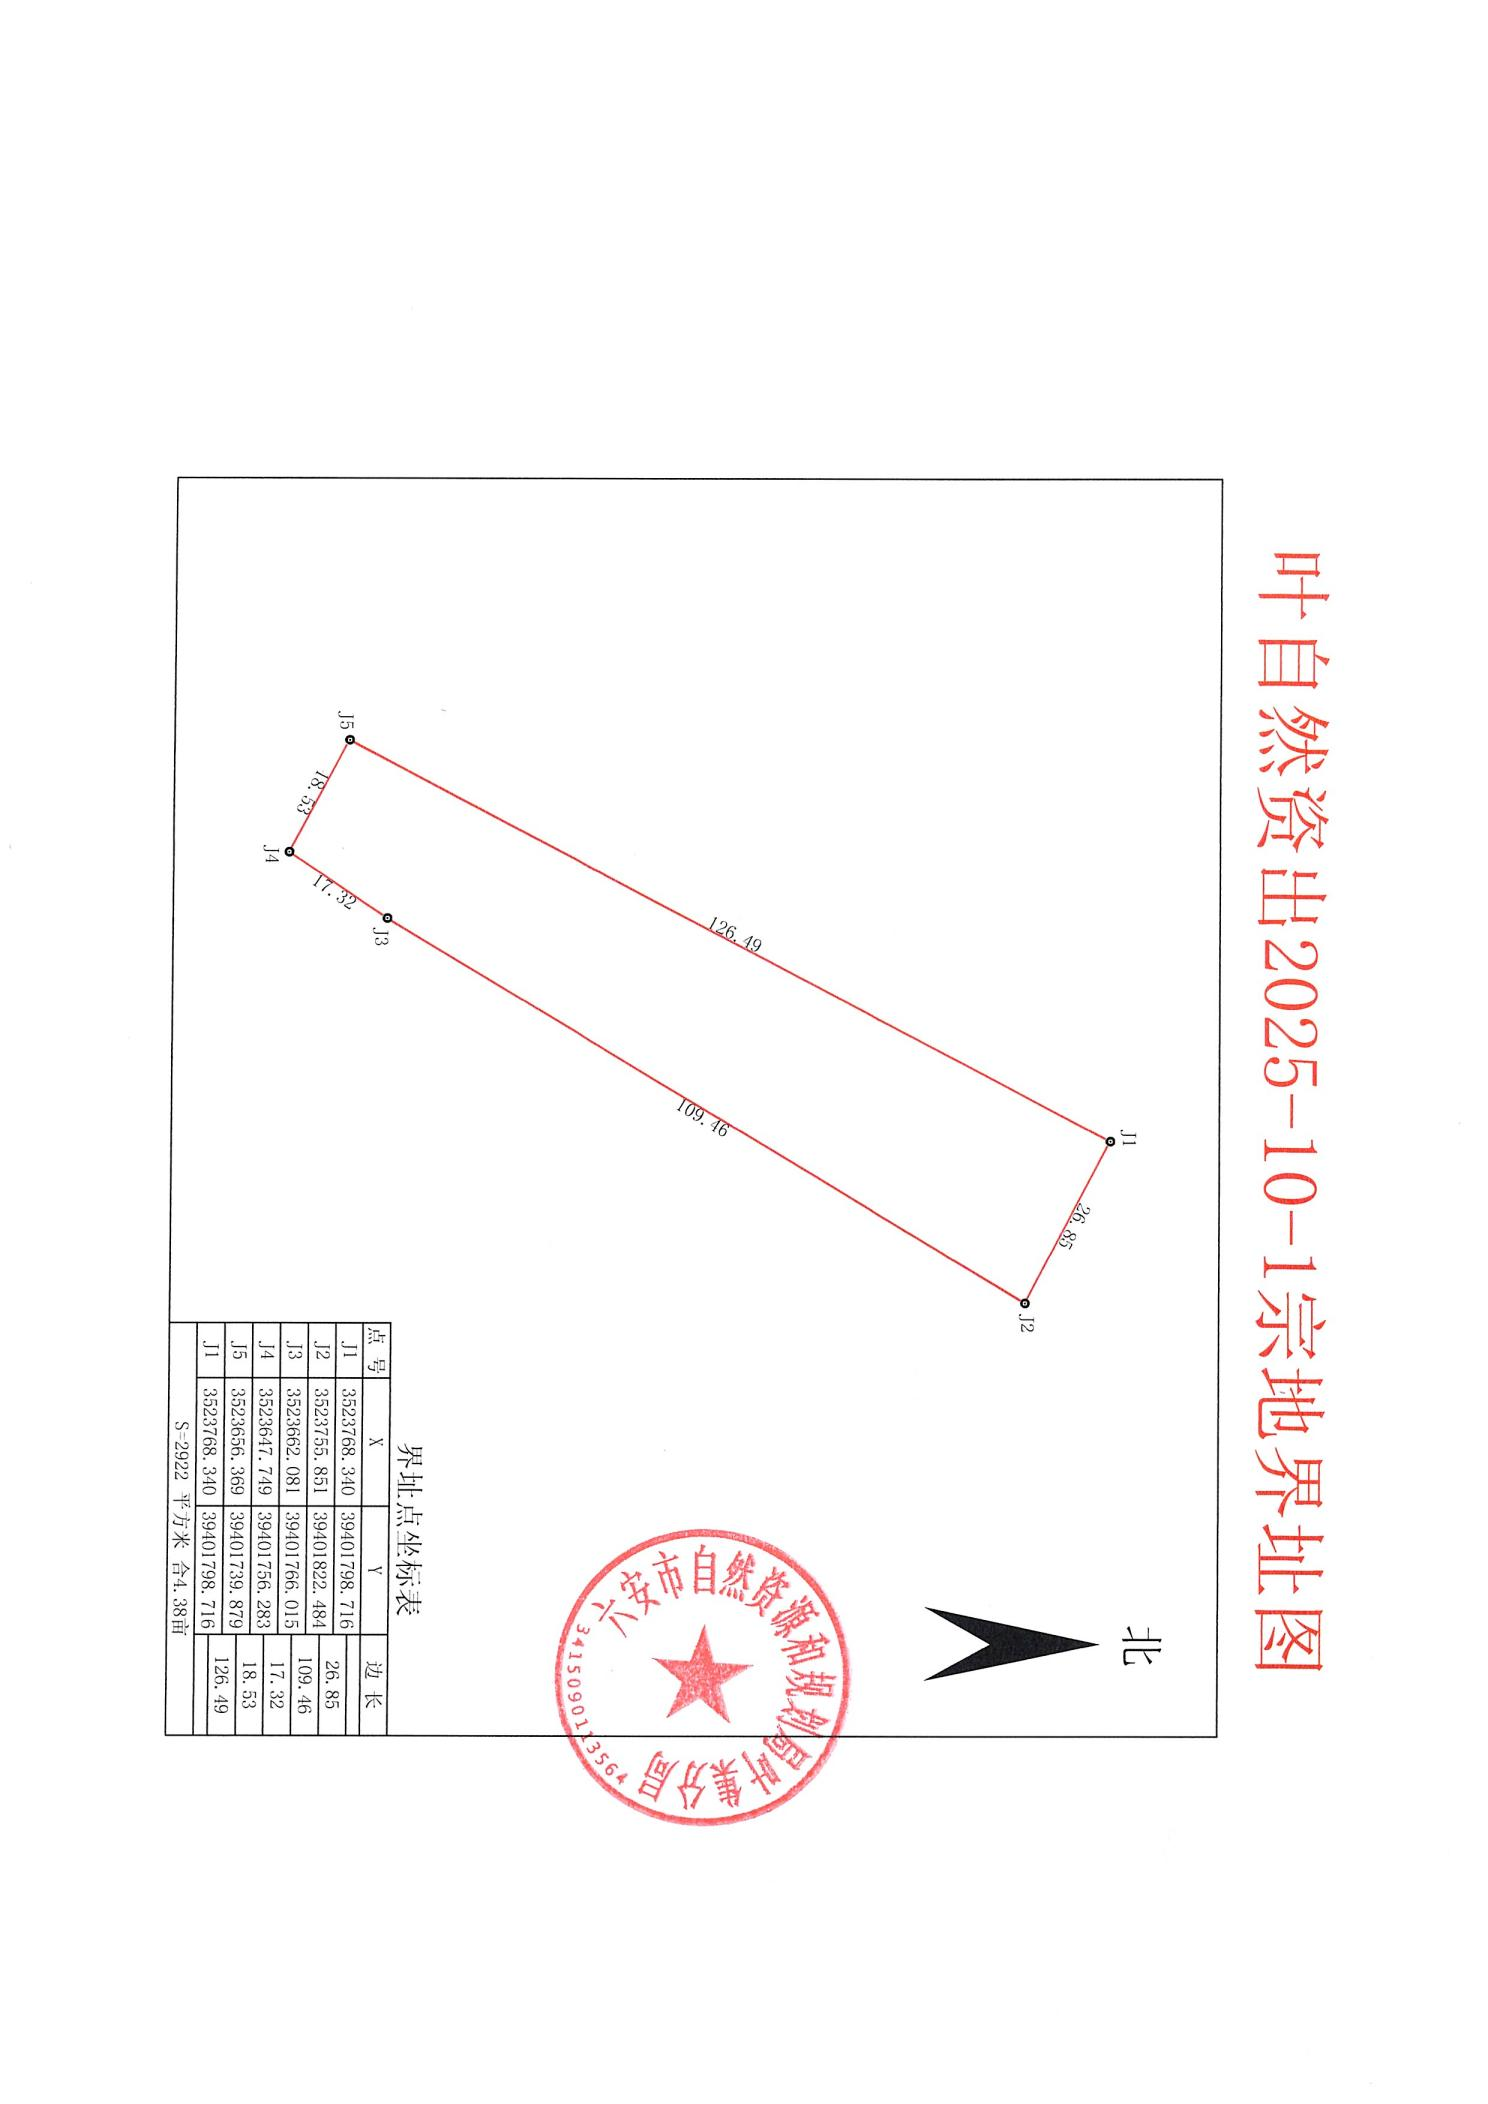 叶自然资出2025-10-1宗地界址图
北
J1
26.85
J2
126.49
109.46
J5
18.53
J3
17.32
J4
六安市自然资源和规划局叶集分局
3415090113564
界址点坐标表
点 号 X Y 边 长
J1 3523768.340 39401798.716
26.85
J2 3523755.851 39401822.484
109.46
J3 3523662.081 39401766.015
17.32
J4 3523647.749 39401756.283
18.53
J5 3523656.369 39401739.879
126.49
J1 3523768.340 39401798.716
S=2922 平方米 合4.38亩